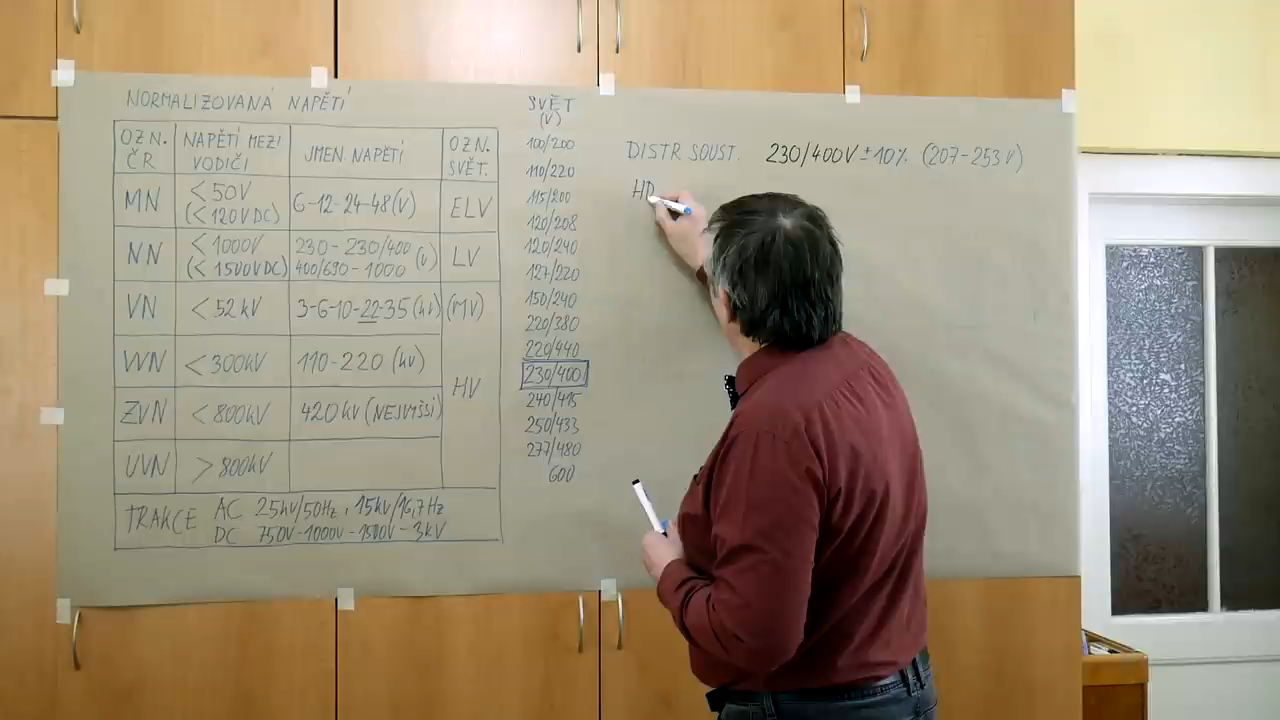 NORMALIZOVANÁ NAPĚTÍ
OZN. ČR
NAPĚTÍ MEZI VODIČI
JMEN. NAPĚTÍ
OZN. SVĚT.
MN
< 50V
(< 120V DC)
6-12-24-48 (V)
ELV
NN
< 1000V
(< 1500V DC)
230 - 230/400 (V)
400/690 - 1000
LV
VN
< 52 kV
3-6-10-22-35 (kV)
(MV)
VVN
< 300kV
110-220 (kV)
HV
ZVN
< 800kV
420 kV (NEJVYŠŠÍ)
UVN
> 800kV
TRAKCE
AC 25kV/50Hz, 15kV/16,7Hz
DC 750V-1000V-1500V-3kV
SVĚT
(V)
100/200
110/220
115/200
120/208
120/240
127/220
150/240
220/380
220/440
230/400
240/415
250/433
277/480
600
DISTR SOUST. 230/400V ± 10% (207-253V)
HD